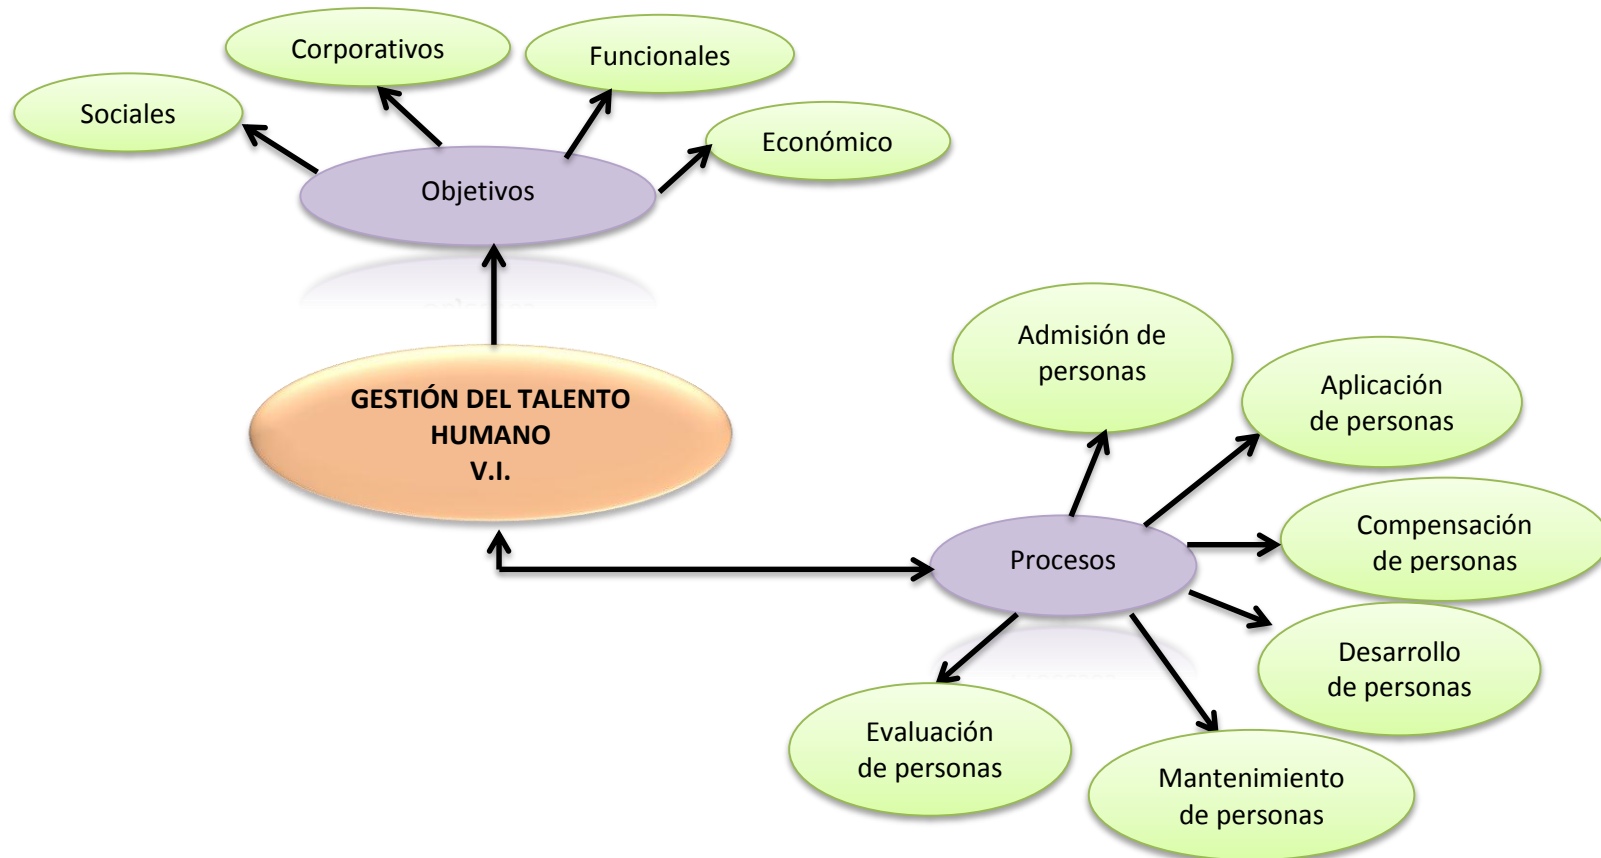 Corporativos
Funcionales
Sociales
Económico
Objetivos
GESTIÓN DEL TALENTO
HUMANO
V.I.
Admisión de
personas
Aplicación
de personas
Compensación
de personas
Procesos
Desarrollo
de personas
Evaluación
de personas
Mantenimiento
de personas